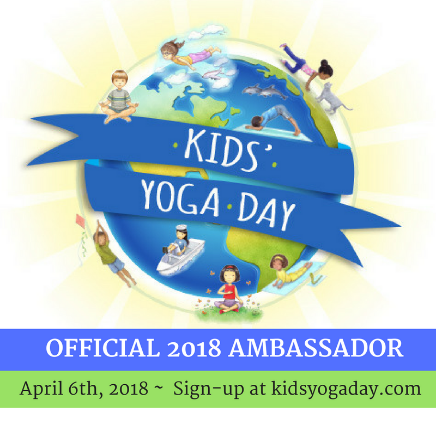 KIDS'
YOGA • DAY
OFFICIAL 2018 AMBASSADOR
April 6th, 2018 ~ Sign-up at kidsyogaday.com